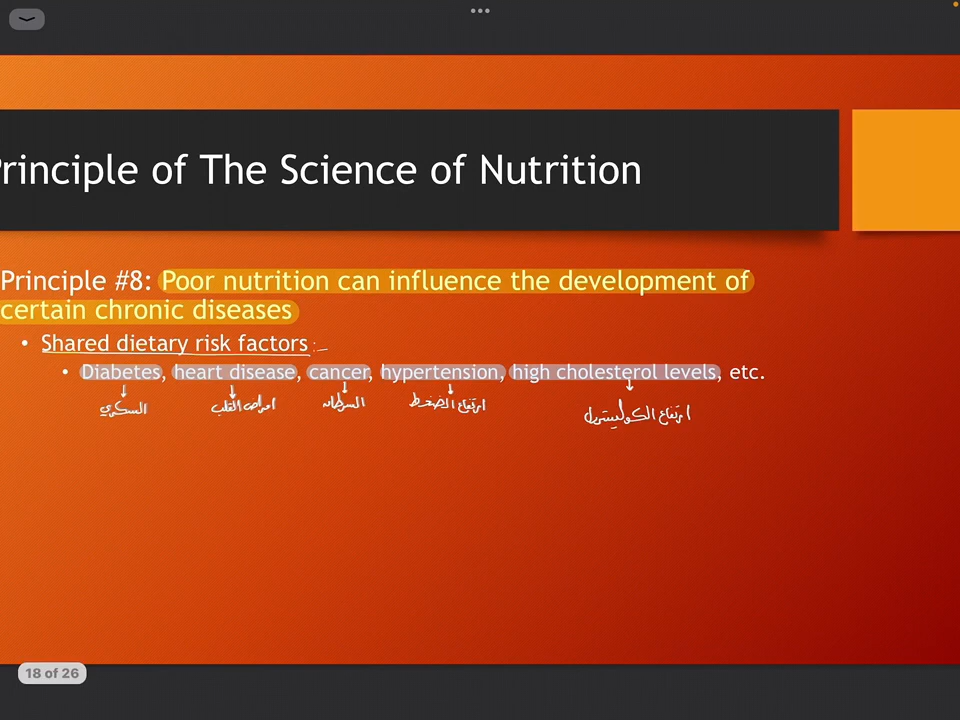 rinciple of The Science of Nutrition
Principle #8: Poor nutrition can influence the development of
certain chronic diseases
• Shared dietary risk factors :-
• Diabetes, heart disease, cancer, hypertension, high cholesterol levels, etc.
السكري امراض القلب السرطان ارتفاع الضغط ارتفاع الكوليسترول
18 of 26